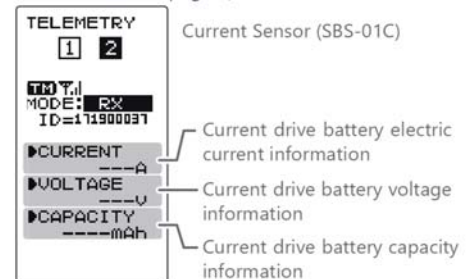 TELEMETRY
1 2
Current Sensor (SBS-01C)
TM
MODE: RX
ID=171900037
▶CURRENT
---A
Current drive battery electric
current information
▶VOLTAGE
---V
Current drive battery voltage
information
▶CAPACITY
----mAh
Current drive battery capacity
information